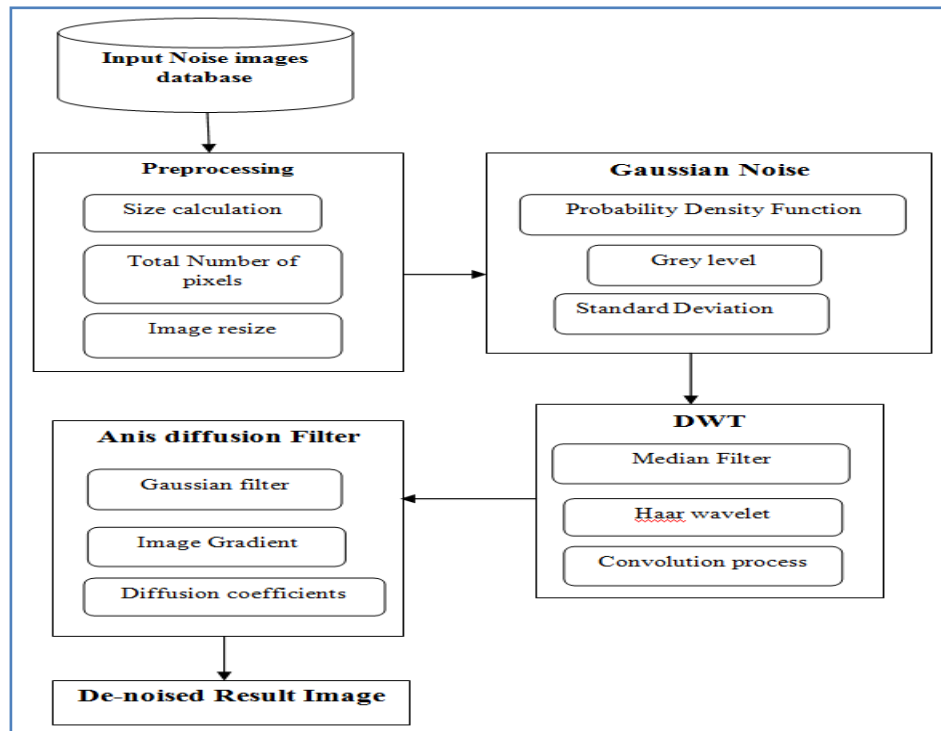 Input Noise images
database
Preprocessing
Size calculation
Total Number of
pixels
Image resize
Gaussian Noise
Probability Density Function
Grey level
Standard Deviation
DWT
Median Filter
Haar wavelet
Convolution process
Anis diffusion Filter
Gaussian filter
Image Gradient
Diffusion coefficients
De-noised Result Image